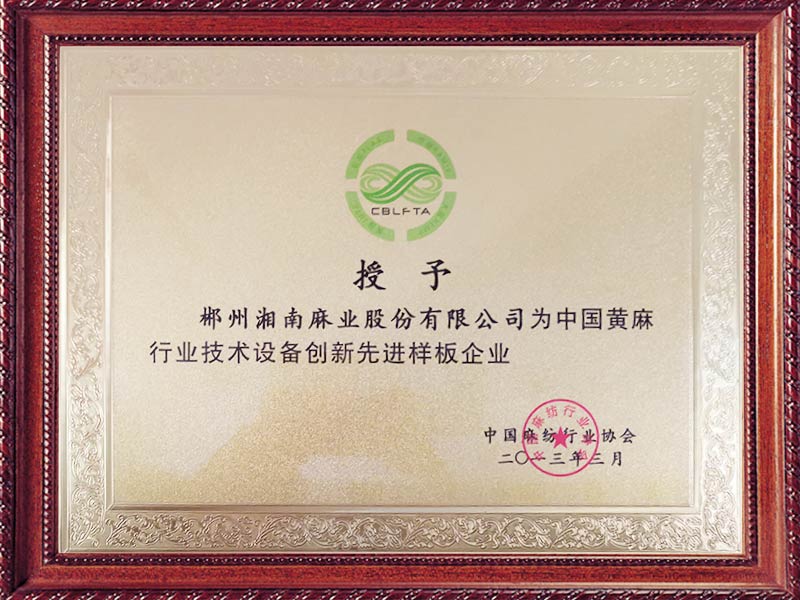 CBLFTA
授予
郴州湘南麻业股份有限公司为中国黄麻
行业技术设备创新先进样板企业
中国麻纺行业协会
二〇一三年三月